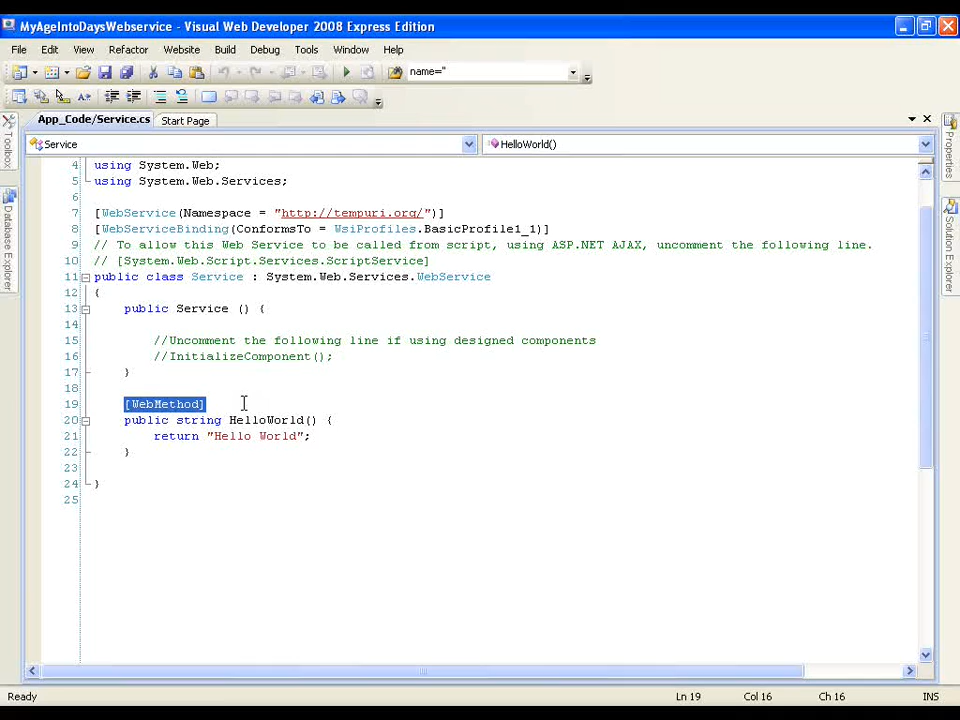 MyAgeIntoDaysWebservice - Visual Web Developer 2008 Express Edition
File Edit View Refactor Website Build Debug Tools Window Help
name="
App_Code/Service.cs Start Page
Service HelloWorld()
4 using System.Web;
5 using System.Web.Services;
6
7 [WebService(Namespace = "http://tempuri.org/")]
8 [WebServiceBinding(ConformsTo = WsiProfiles.BasicProfile1_1)]
9 // To allow this Web Service to be called from script, using ASP.NET AJAX, uncomment the following line.
10 // [System.Web.Script.Services.ScriptService]
11 public class Service : System.Web.Services.WebService
12 {
13 public Service () {
14
15 //Uncomment the following line if using designed components
16 //InitializeComponent();
17 }
18
19 [WebMethod]
20 public string HelloWorld() {
21 return "Hello World";
22 }
23
24 }
25
Toolbox
Database Explorer
Properties
Solution Explorer
Ready Ln 19 Col 16 Ch 16 INS